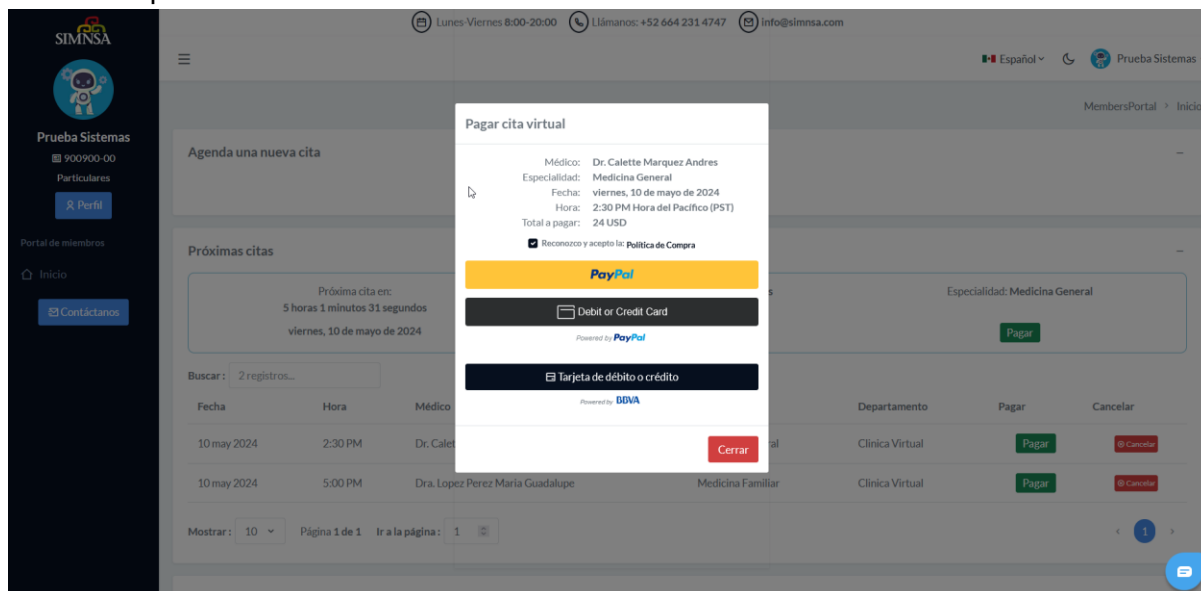 SIMNSA
Lunes-Viernes 8:00-20:00 Llámanos: +52 664 231 4747 info@simnsa.com
Español
Prueba Sistemas
MembersPortal > Inicio
Prueba Sistemas
900900-00
Particulares
Perfil
Portal de miembros
Inicio
Contáctanos
Agenda una nueva cita
Próximas citas
Próxima cita en:
5 horas 1 minutos 31 segundos
viernes, 10 de mayo de 2024
Especialidad: Medicina General
Pagar
Pagar cita virtual
Médico: Dr. Calette Marquez Andres
Especialidad: Medicina General
Fecha: viernes, 10 de mayo de 2024
Hora: 2:30 PM Hora del Pacífico (PST)
Total a pagar: 24 USD
Reconozco y acepto la: Política de Compra
PayPal
Debit or Credit Card
Powered by PayPal
Tarjeta de débito o crédito
Powered by BBVA
Cerrar
Buscar : 2 registros...
Fecha Hora Médico Departamento Pagar Cancelar
10 may 2024 2:30 PM Dr. Clinica Virtual Pagar Cancelar
10 may 2024 5:00 PM Dra. Lopez Perez Maria Guadalupe Medicina Familiar Clinica Virtual Pagar Cancelar
Mostrar : 10 Página 1 de 1 Ir a la página : 1
< 1 >